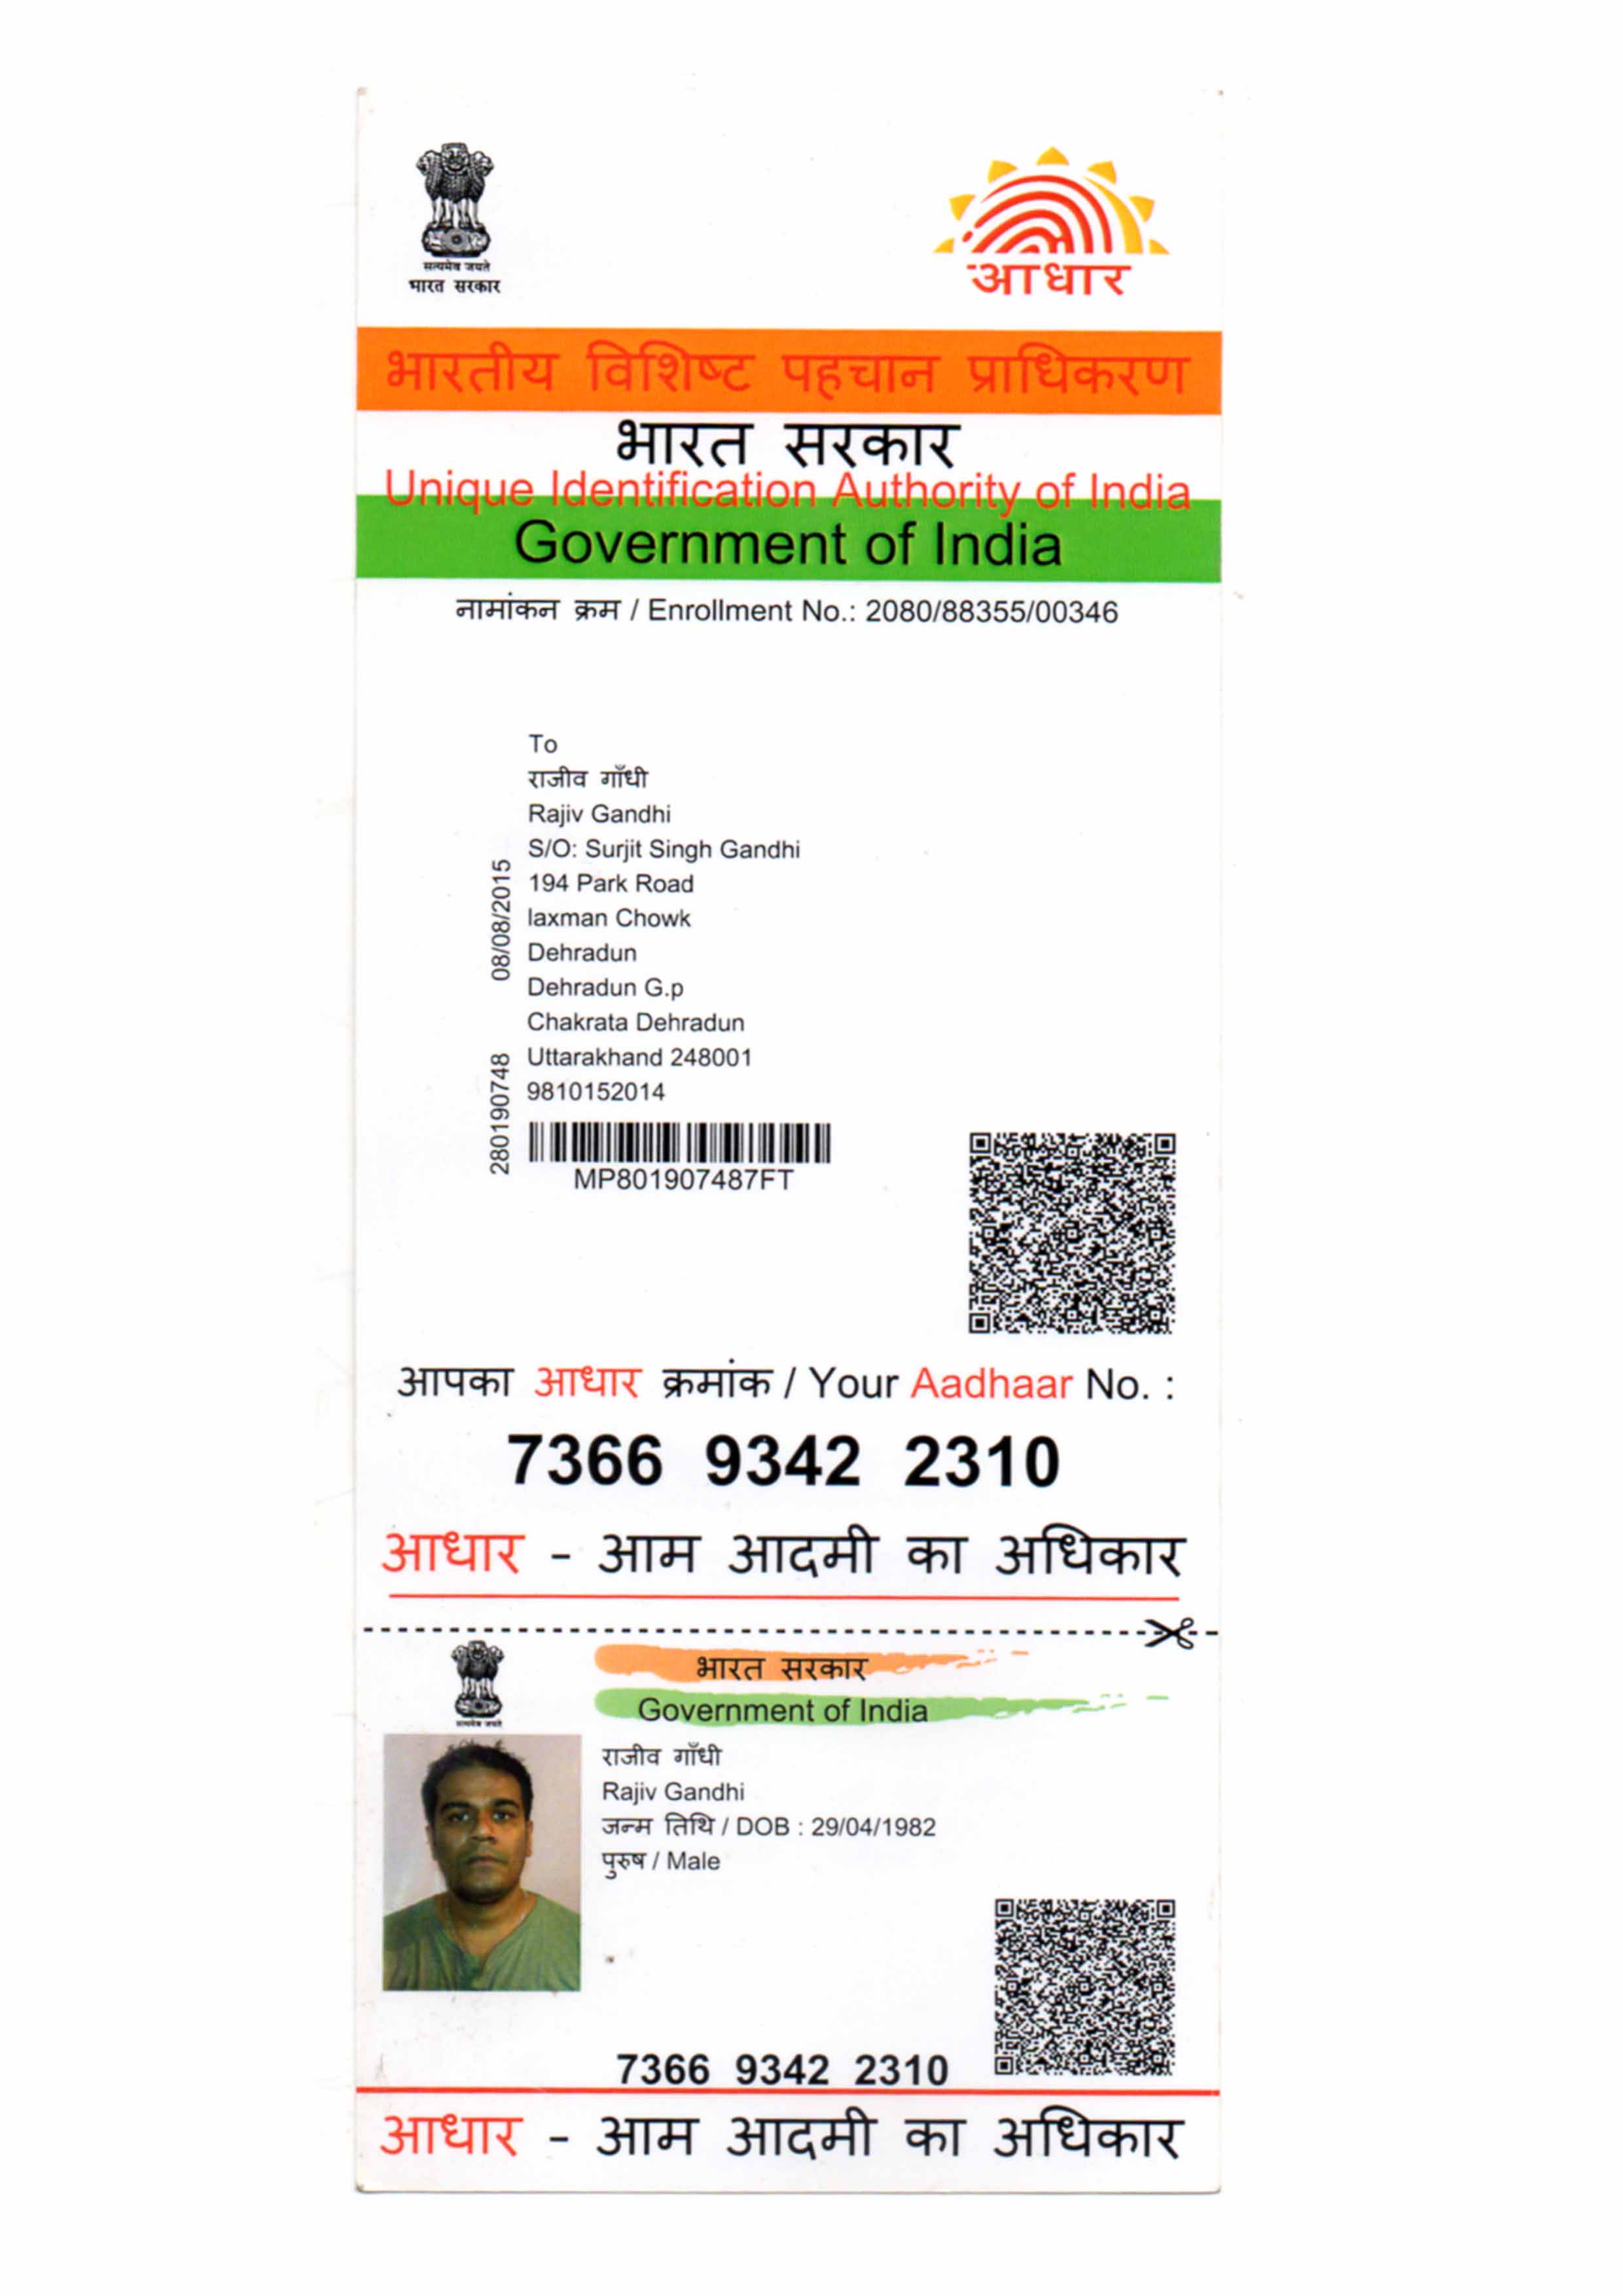 सत्यमेव जयते
भारत सरकार
आधार
भारतीय विशिष्ट पहचान प्राधिकरण
भारत सरकार
Unique Identification Authority of India
Government of India
नामांकन क्रम / Enrollment No.: 2080/88355/00346
To
राजीव गाँधी
Rajiv Gandhi
S/O: Surjit Singh Gandhi
194 Park Road
laxman Chowk
Dehradun
Dehradun G.p
Chakrata Dehradun
Uttarakhand 248001
9810152014
08/08/2015
280190748
MP801907487FT
आपका आधार क्रमांक / Your Aadhaar No. :
7366 9342 2310
आधार - आम आदमी का अधिकार
सत्यमेव जयते
भारत सरकार
Government of India
राजीव गाँधी
Rajiv Gandhi
जन्म तिथि / DOB : 29/04/1982
पुरुष / Male
7366 9342 2310
आधार - आम आदमी का अधिकार